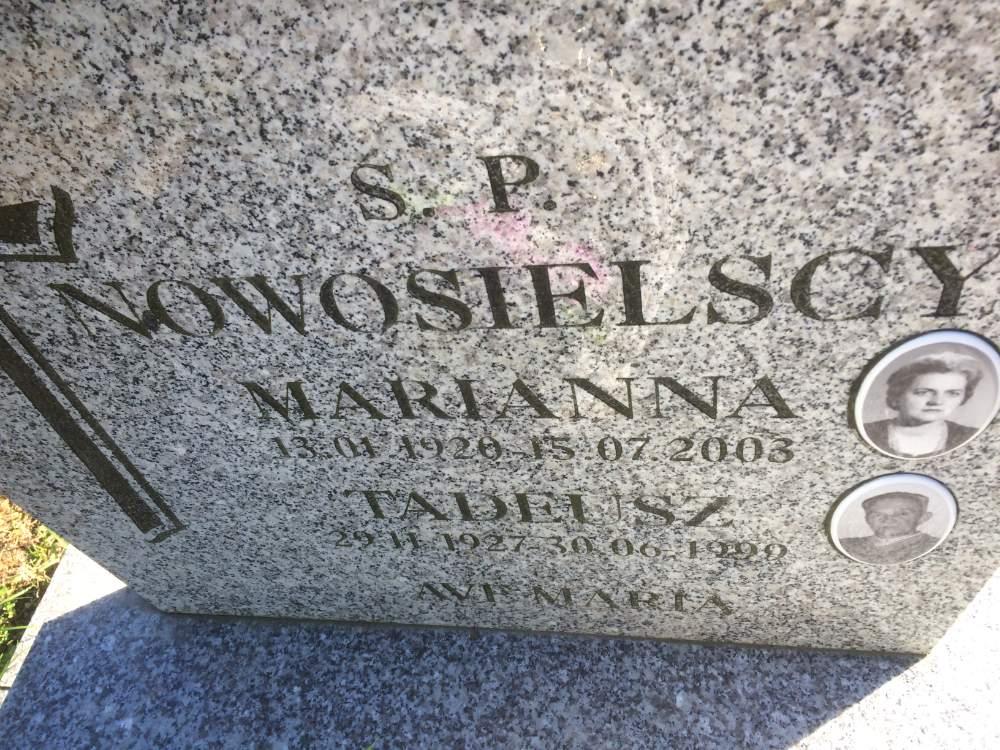 S. P.
NOWOSIELSCY
MARIANNA
13.01.1920-15.07.2003
TADEUSZ
29.11.1927-30.06.1999
AVE MARIA